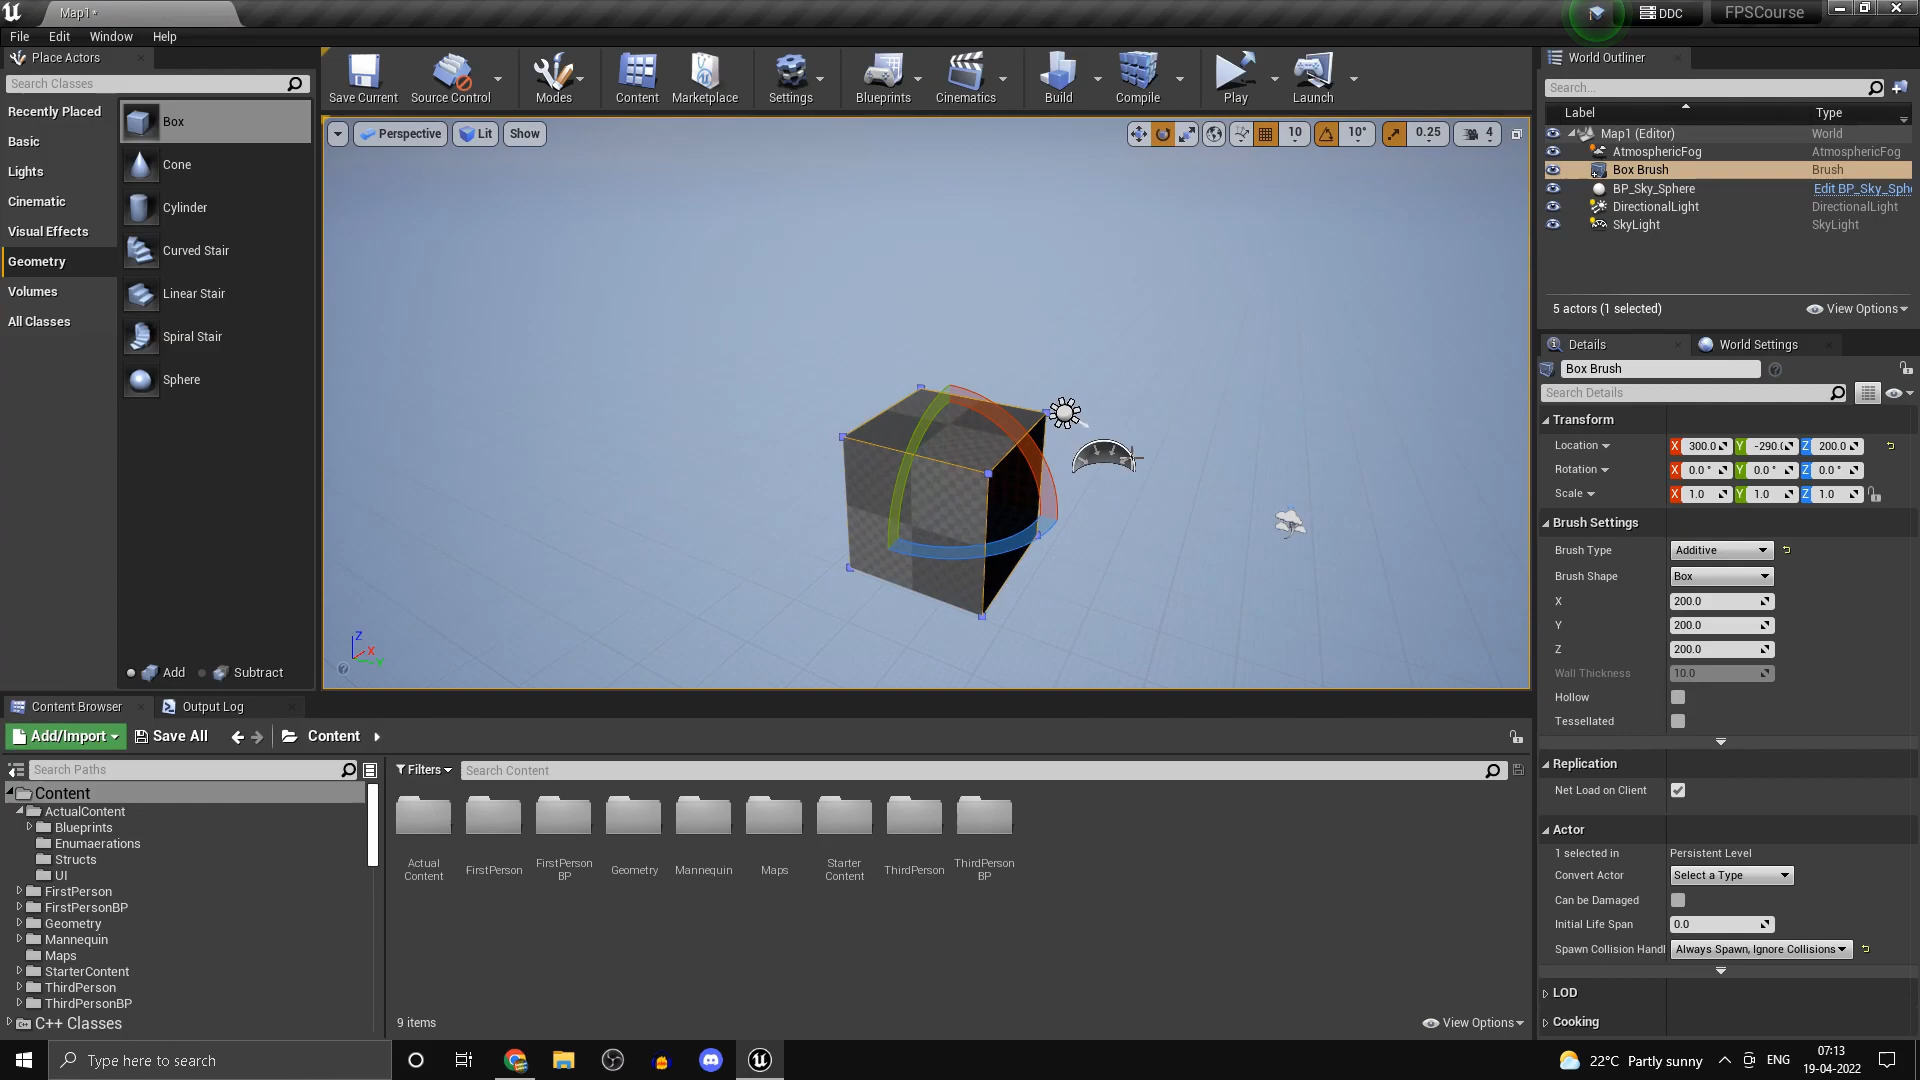 Map1*
DDC
FPSCourse
File Edit Window Help
Place Actors
Search Classes
Recently Placed
Basic
Lights
Cinematic
Visual Effects
Geometry
Volumes
All Classes
Box
Cone
Cylinder
Curved Stair
Linear Stair
Spiral Stair
Sphere
Add Subtract
Save Current Source Control Modes Content Marketplace Settings Blueprints Cinematics Build Compile Play Launch
Perspective Lit Show
10 10° 0.25 4
Z
X
Y
World Outliner
Search...
Label Type
Map1 (Editor) World
AtmosphericFog AtmosphericFog
Box Brush Brush
BP_Sky_Sphere Edit BP_Sky_Sph
DirectionalLight DirectionalLight
SkyLight SkyLight
5 actors (1 selected) View Options
Details World Settings
Box Brush
Search Details
Transform
Location X 300.0 Y -290.( Z 200.0
Rotation X 0.0 ° Y 0.0 ° Z 0.0 °
Scale X 1.0 Y 1.0 Z 1.0
Brush Settings
Brush Type Additive
Brush Shape Box
X 200.0
Y 200.0
Z 200.0
Wall Thickness 10.0
Hollow
Tessellated
Replication
Net Load on Client
Actor
1 selected in Persistent Level
Convert Actor Select a Type
Can be Damaged
Initial Life Span 0.0
Spawn Collision Handl Always Spawn, Ignore Collisions
LOD
Cooking
Content Browser Output Log
Add/Import Save All Content
Search Paths
Content
ActualContent
Blueprints
Enumaerations
Structs
UI
FirstPerson
FirstPersonBP
Geometry
Mannequin
Maps
StarterContent
ThirdPerson
ThirdPersonBP
C++ Classes
Filters Search Content
Actual
Content
FirstPerson
FirstPerson
BP
Geometry
Mannequin
Maps
Starter
Content
ThirdPerson
ThirdPerson
BP
9 items View Options
Type here to search
22°C Partly sunny
ENG
07:13
19-04-2022